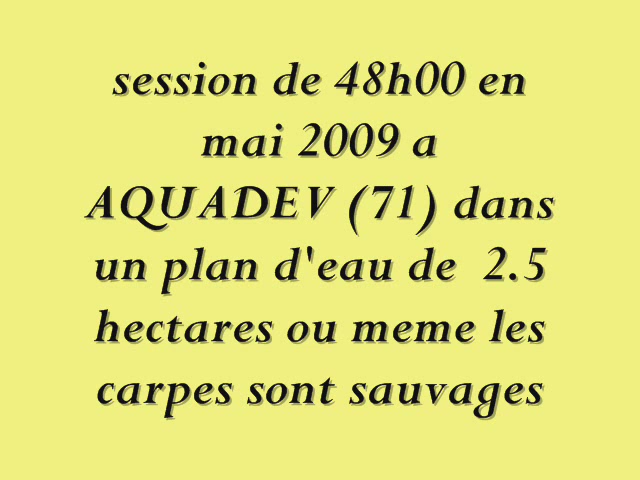 session de 48h00 en
mai 2009 a
AQUADEV (71) dans
un plan d'eau de 2.5
hectares ou meme les
carpes sont sauvages